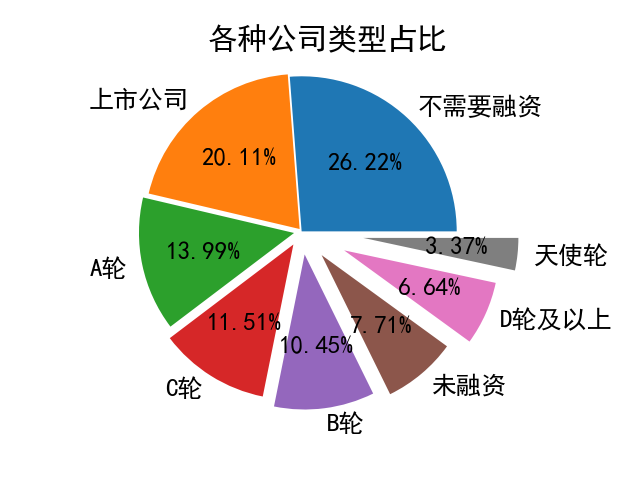 各种公司类型占比
不需要融资
26.22%
上市公司
20.11%
A轮
13.99%
C轮
11.51%
B轮
10.45%
未融资
7.71%
D轮及以上
6.64%
天使轮
3.37%